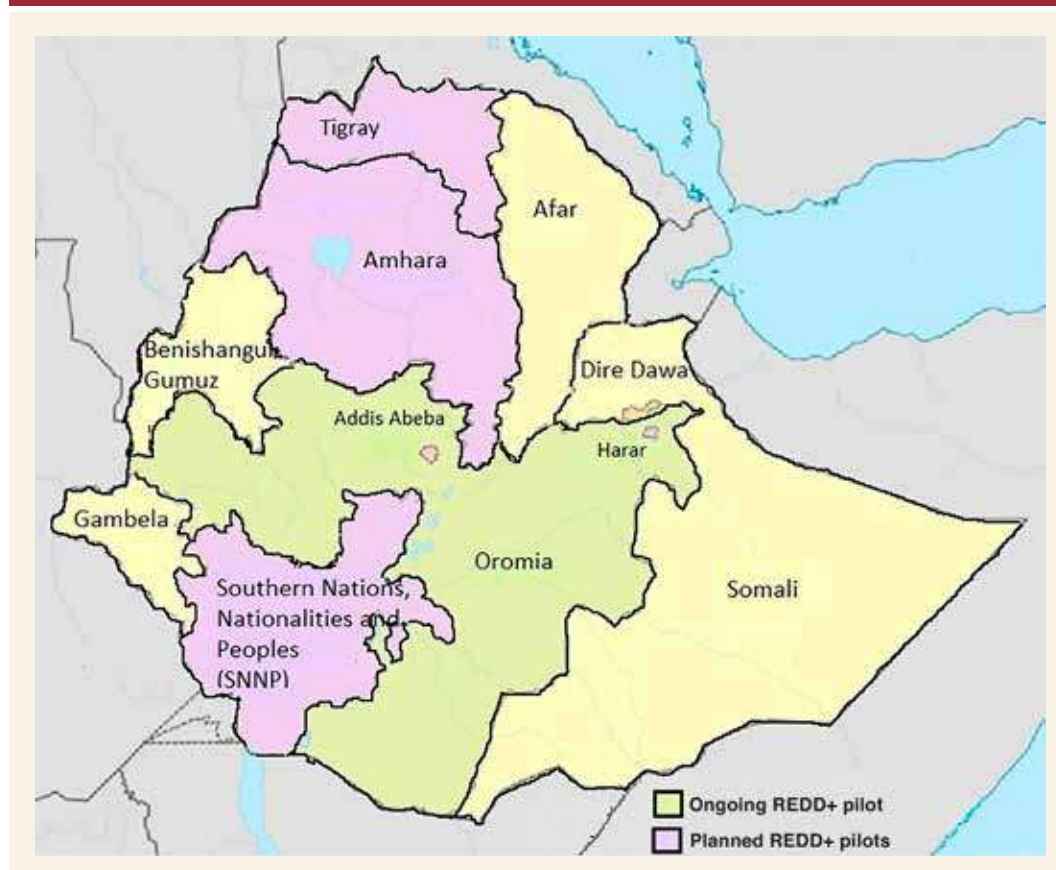 Tigray
Afar
Amhara
Benishangul
Gumuz
Dire Dawa
Addis Abeba
Harar
Gambela
Oromia
Southern Nations,
Nationalities and
Peoples
(SNNP)
Somali
Ongoing REDD+ pilot
Planned REDD+ pilots